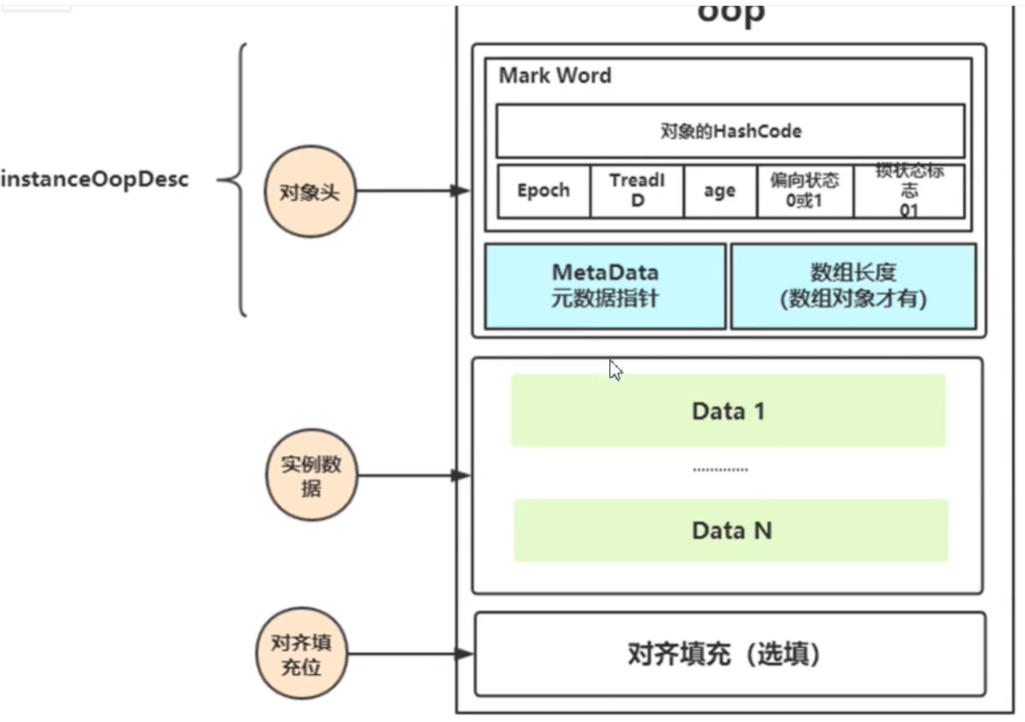 oop
Mark Word
对象的HashCode
instanceOopDesc
对象头
Epoch
TreadI
D
age
偏向状态
0或1
锁状态标
志
01
MetaData
元数据指针
数组长度
(数组对象才有)
Data 1
.............
实例数
据
Data N
对齐填
充位
对齐填充（选填）